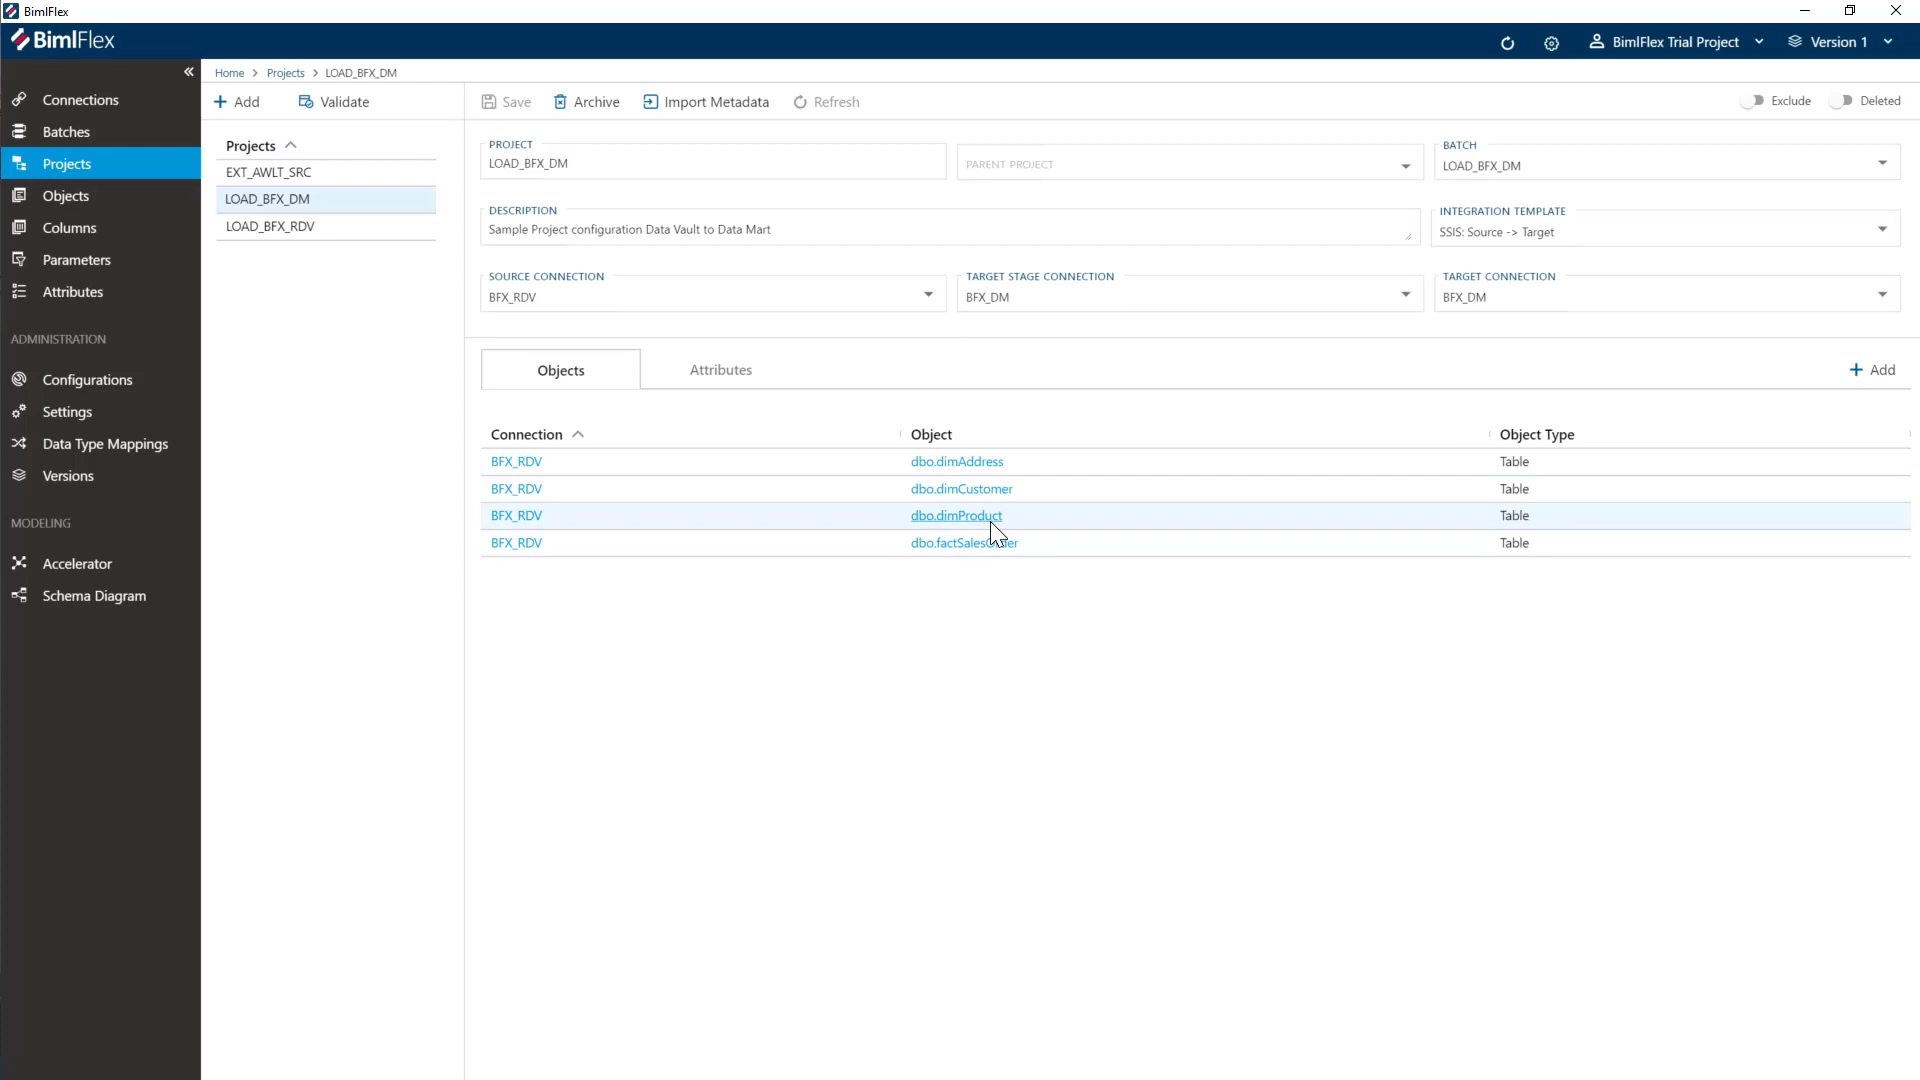 BimlFlex
BimlFlex
BimlFlex Trial Project
Version 1
Connections
Batches
Projects
Objects
Columns
Parameters
Attributes
ADMINISTRATION
Configurations
Settings
Data Type Mappings
Versions
MODELING
Accelerator
Schema Diagram
Home > Projects > LOAD_BFX_DM
Add
Validate
Projects
EXT_AWLT_SRC
LOAD_BFX_DM
LOAD_BFX_RDV
Save
Archive
Import Metadata
Refresh
Exclude
Deleted
PROJECT
LOAD_BFX_DM
PARENT PROJECT
BATCH
LOAD_BFX_DM
DESCRIPTION
Sample Project configuration Data Vault to Data Mart
INTEGRATION TEMPLATE
SSIS: Source -> Target
SOURCE CONNECTION
BFX_RDV
TARGET STAGE CONNECTION
BFX_DM
TARGET CONNECTION
BFX_DM
Objects
Attributes
Add
Connection Object Object Type
BFX_RDV dbo.dimAddress Table
BFX_RDV dbo.dimCustomer Table
BFX_RDV dbo.dimProduct Table
BFX_RDV dbo.factSalesOrder Table